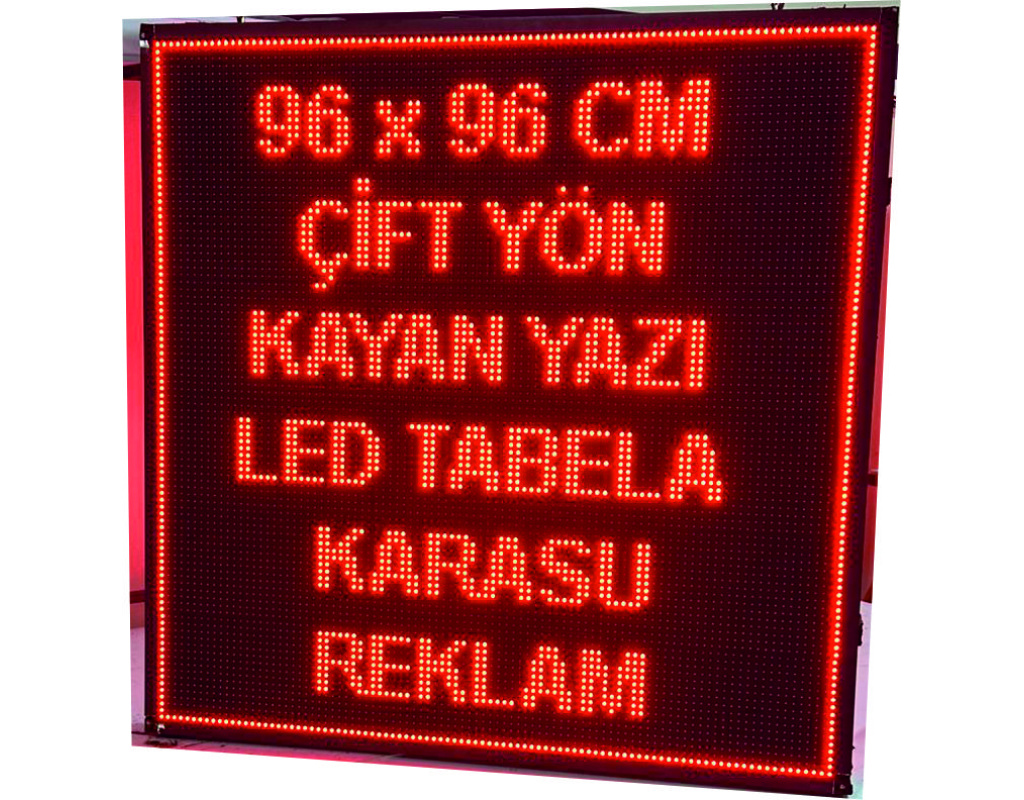 96 x 96 CM
ÇİFT YÖN
KAYAN YAZI
LED TABELA
KARASU
REKLAM